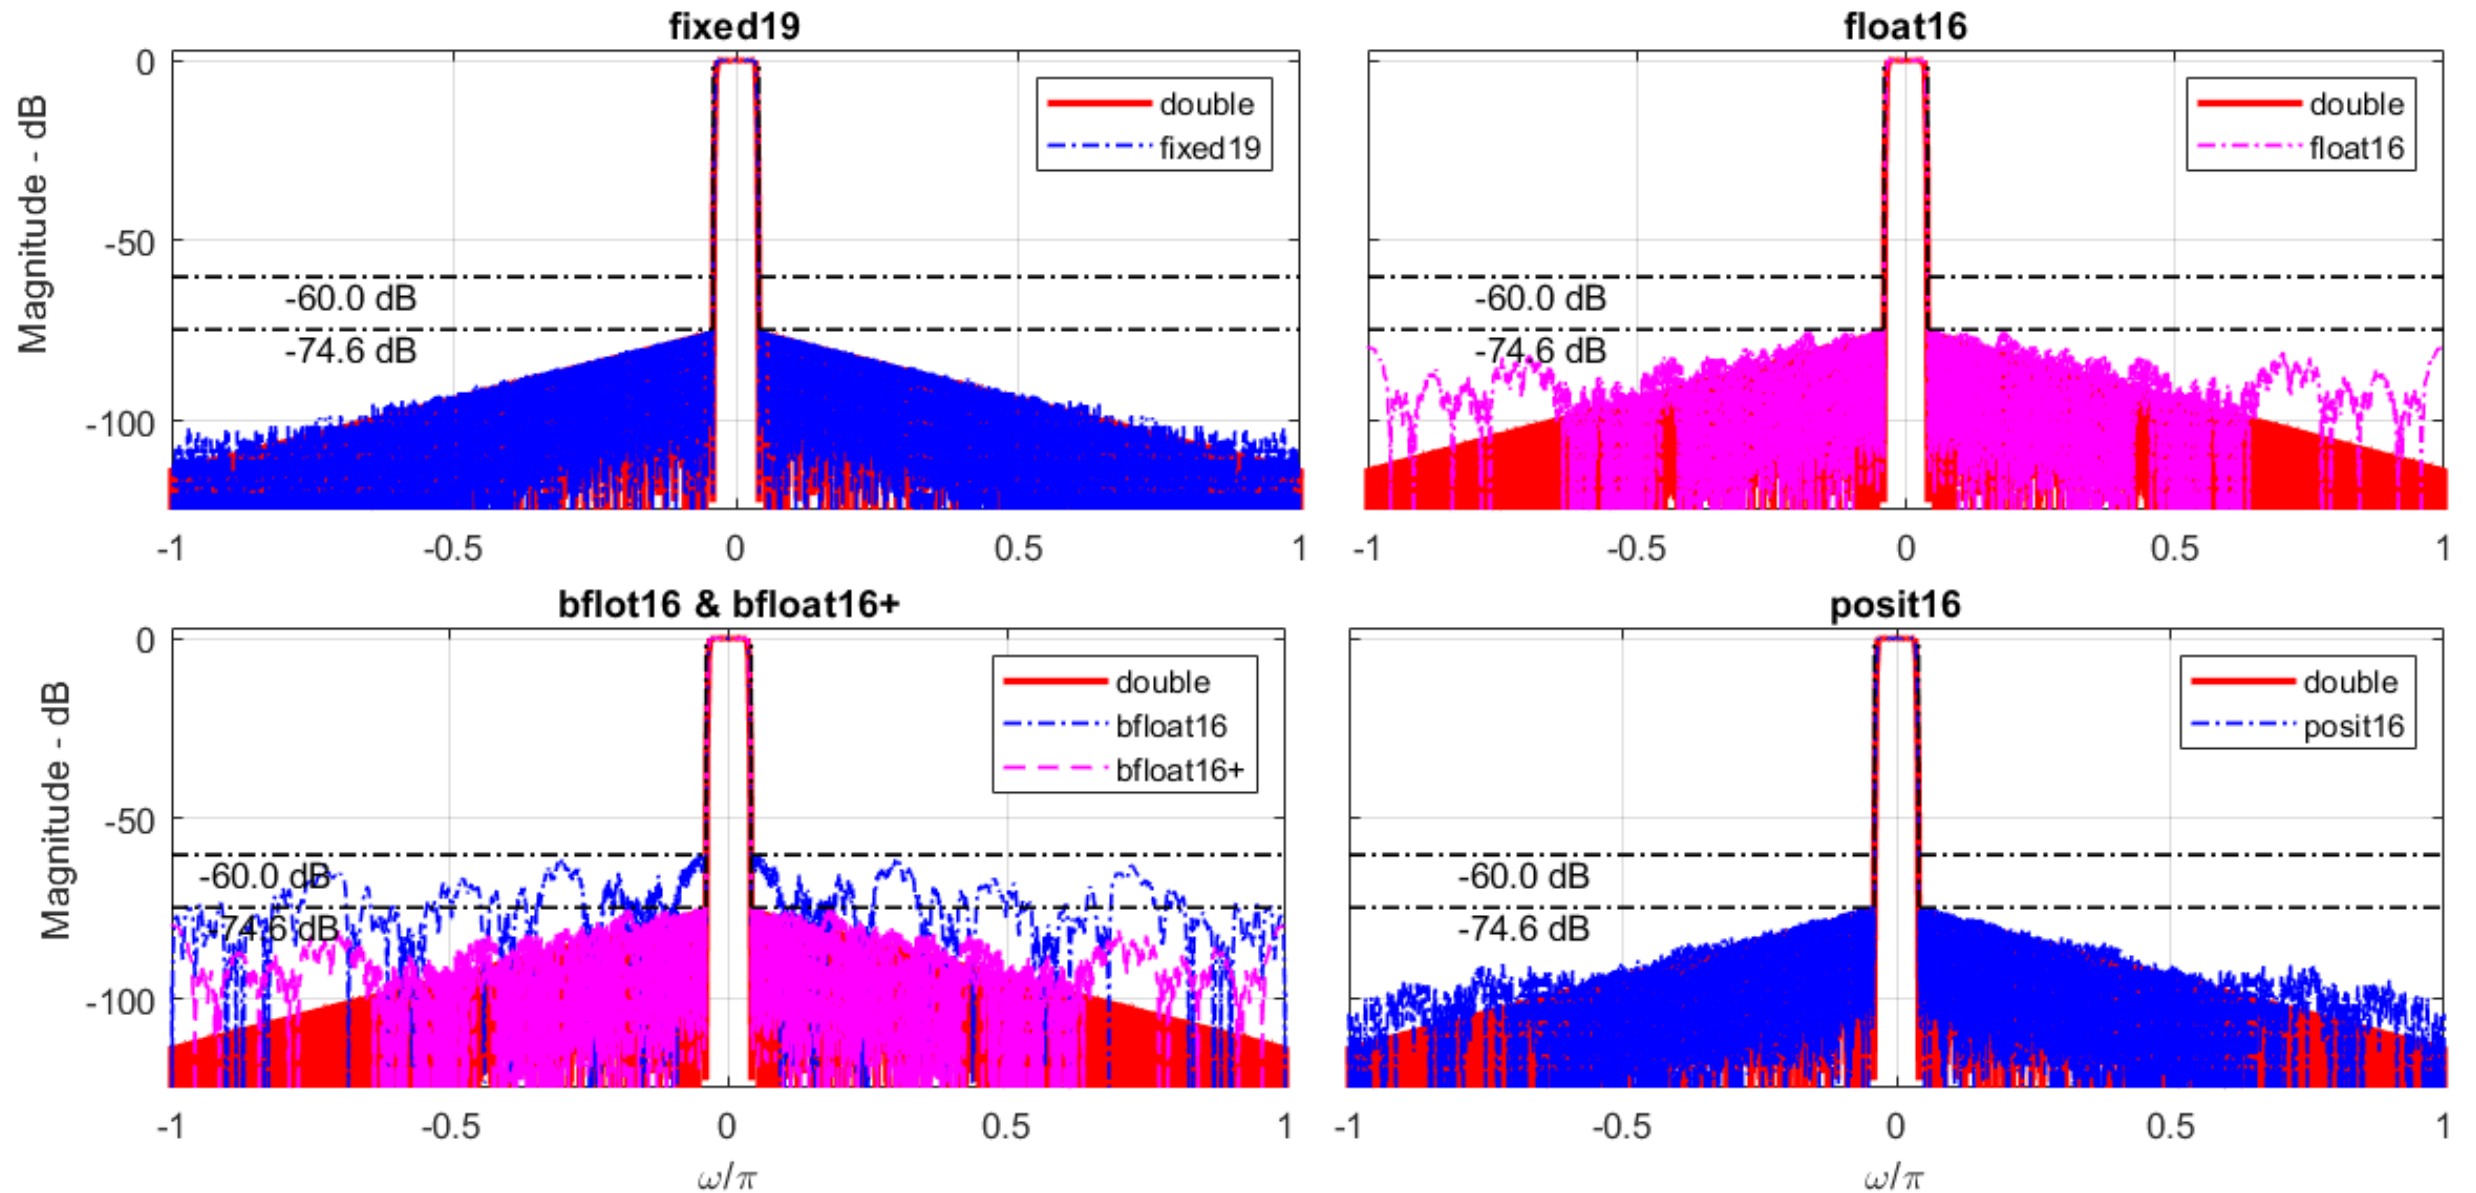 fixed19
Magnitude - dB
0
-50
-100
double
fixed19
-60.0 dB
-74.6 dB
-1
-0.5
0
0.5
1
float16
double
float16
-60.0 dB
-74.6 dB
-1
-0.5
0
0.5
1
bflot16 & bfloat16+
Magnitude - dB
0
-50
-100
double
bfloat16
bfloat16+
-60.0 dB
-74.6 dB
-1
-0.5
0
0.5
1
ω/π
posit16
double
posit16
-60.0 dB
-74.6 dB
-1
-0.5
0
0.5
1
ω/π